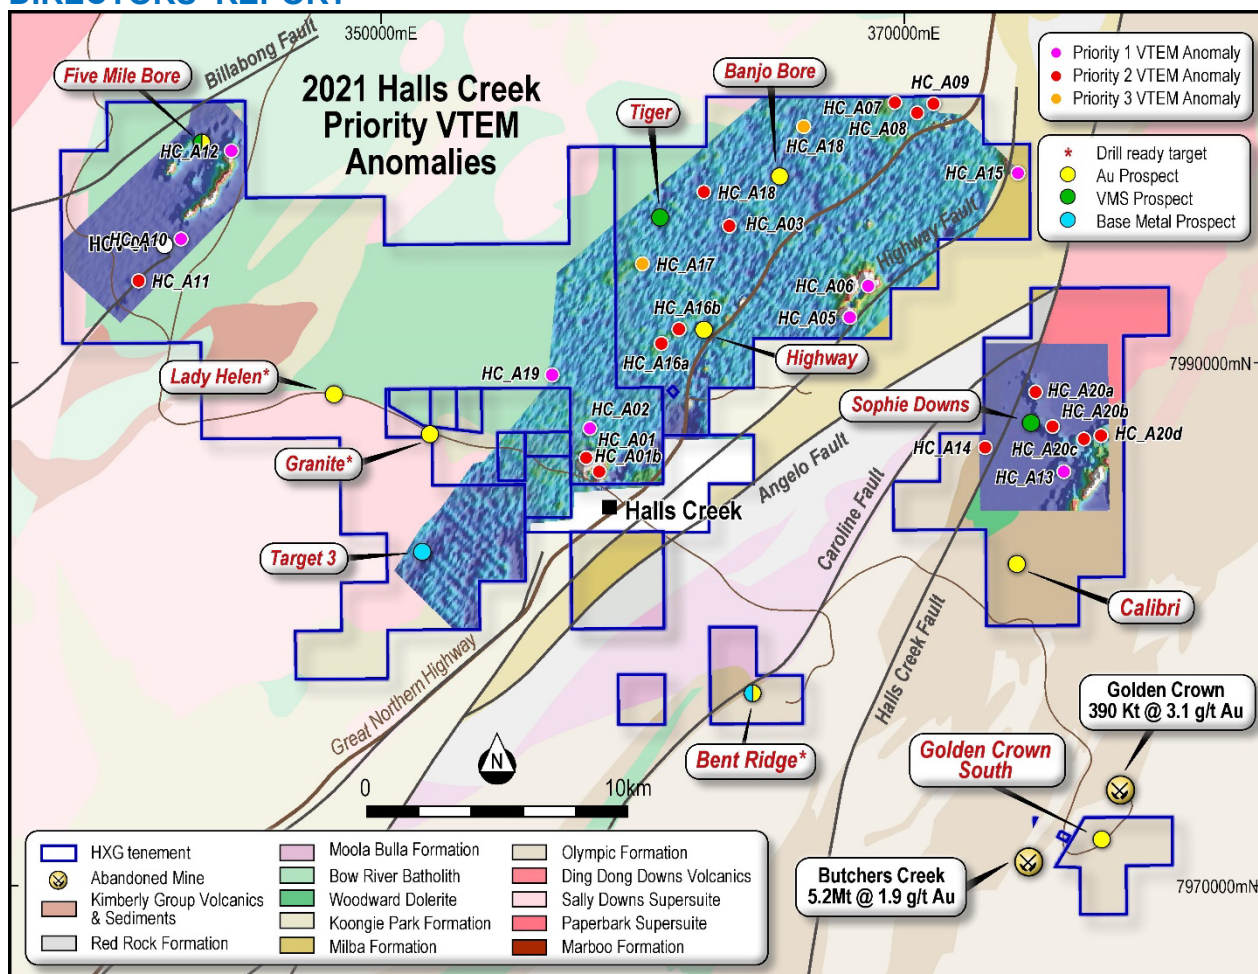 DIRECTORS' REPORT
350000mE
370000mE
2021 Halls Creek
Priority VTEM
Anomalies
Billabong Fault
Five Mile Bore
HC_A12
HC_A10
HC_A11
Tiger
Banjo Bore
HC_A09
HC_A07
HC_A08
HC_A18
HC_A18
HC_A03
HC_A15
HC_A17
Highway Fault
HC_A06
HC_A05
HC_A16b
HC_A16a
Highway
Priority 1 VTEM Anomaly
Priority 2 VTEM Anomaly
Priority 3 VTEM Anomaly
* Drill ready target
Au Prospect
VMS Prospect
Base Metal Prospect
7990000mN
Lady Helen*
HC_A19
HC_A02
HC_A01
HC_A01b
Granite*
Halls Creek
Target 3
Angelo Fault
Caroline Fault
Halls Creek Fault
Great Northern Highway
Sophie Downs
HC_A20a
HC_A20b
HC_A20c
HC_A20d
HC_A14
HC_A13
Calibri
Bent Ridge*
Golden Crown
390 Kt @ 3.1 g/t Au
Golden Crown
South
Butchers Creek
5.2Mt @ 1.9 g/t Au
7970000mN
N
0
10km
HXG tenement
Abandoned Mine
Kimberly Group Volcanics
& Sediments
Red Rock Formation
Moola Bulla Formation
Bow River Batholith
Woodward Dolerite
Koongie Park Formation
Milba Formation
Olympic Formation
Ding Dong Downs Volcanics
Sally Downs Supersuite
Paperbark Supersuite
Marboo Formation